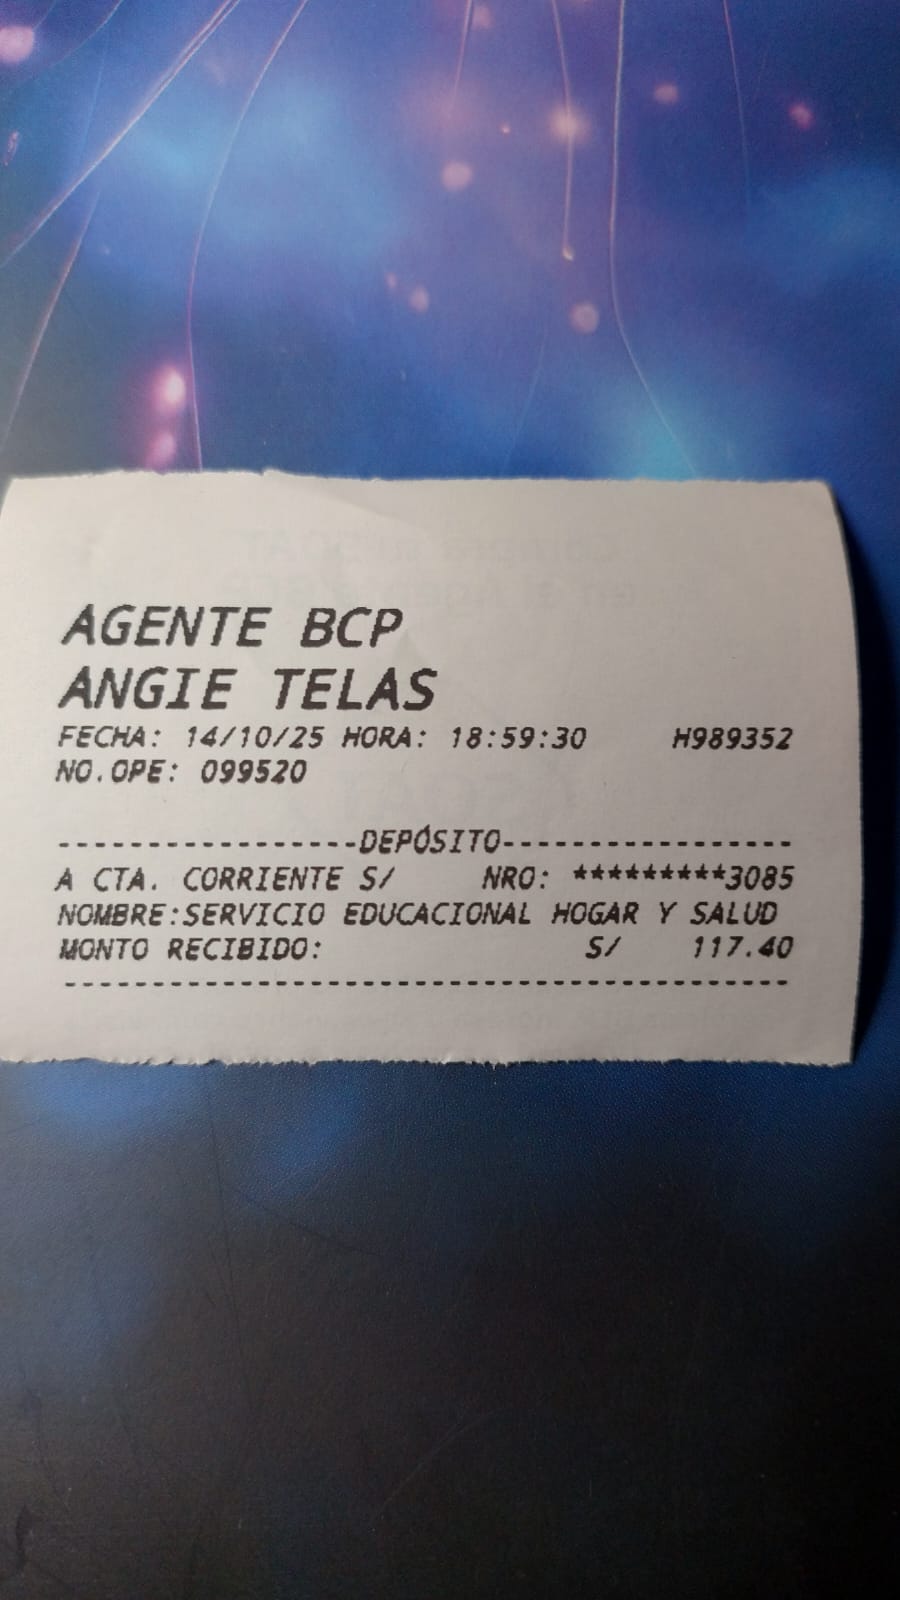 AGENTE BCP
ANGIE TELAS
FECHA: 14/10/25 HORA: 18:59:30 H989352
NO.OPE: 099520
-----------------DEPÓSITO-----------------
A CTA. CORRIENTE S/ NRO: *********3085
NOMBRE:SERVICIO EDUCACIONAL HOGAR Y SALUD
MONTO RECIBIDO: S/ 117.40
------------------------------------------